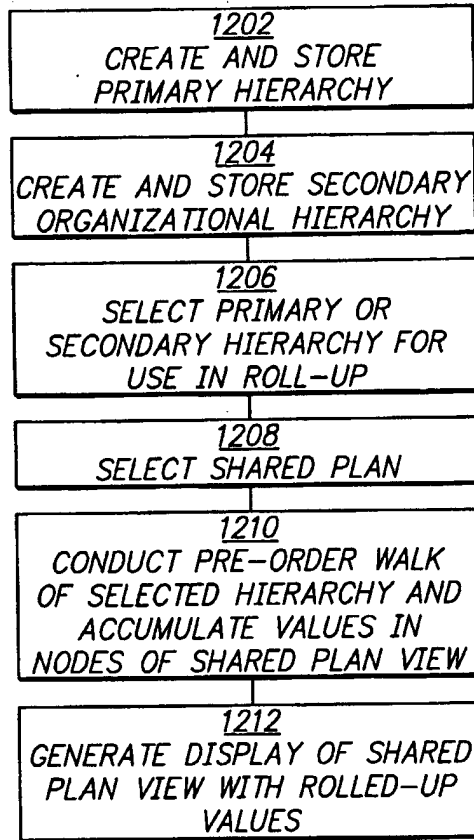 1202
CREATE AND STORE
PRIMARY HIERARCHY
1204
CREATE AND STORE SECONDARY
ORGANIZATIONAL HIERARCHY
1206
SELECT PRIMARY OR
SECONDARY HIERARCHY FOR
USE IN ROLL-UP
1208
SELECT SHARED PLAN
1210
CONDUCT PRE-ORDER WALK
OF SELECTED HIERARCHY AND
ACCUMULATE VALUES IN
NODES OF SHARED PLAN VIEW
1212
GENERATE DISPLAY OF SHARED
PLAN VIEW WITH ROLLED-UP
VALUES